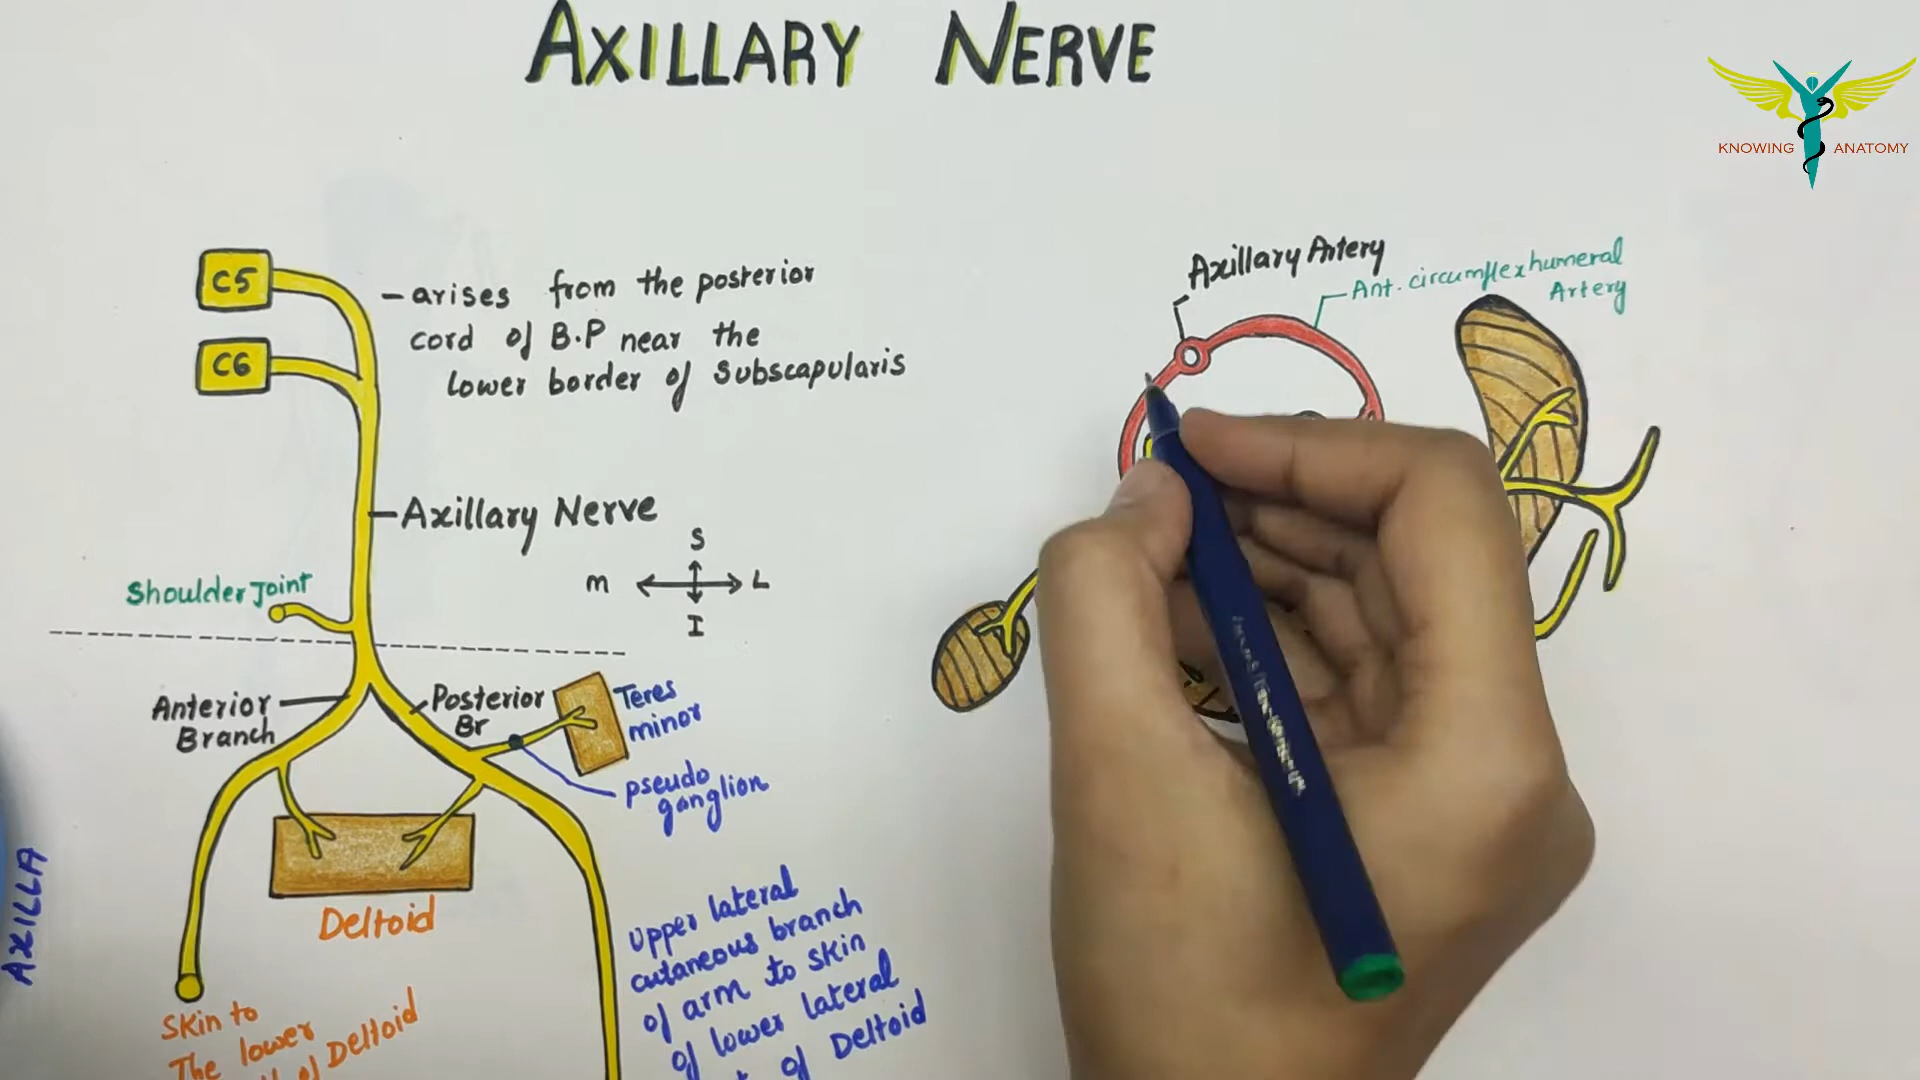 AXILLARY NERVE
KNOWING ANATOMY
C5
C6
- arises from the posterior
cord of B.P near the
lower border of Subscapularis
Axillary Nerve
S
m L
I
Shoulder Joint
Anterior
Branch
Posterior
Br
Teres
minor
pseudo
ganglion
Deltoid
AXILLA
Skin to
The lower
of Deltoid
Upper lateral
cutaneous branch
of arm to skin
of lower lateral
of Deltoid
Axillary Artery
Ant. circumflex humeral
Artery